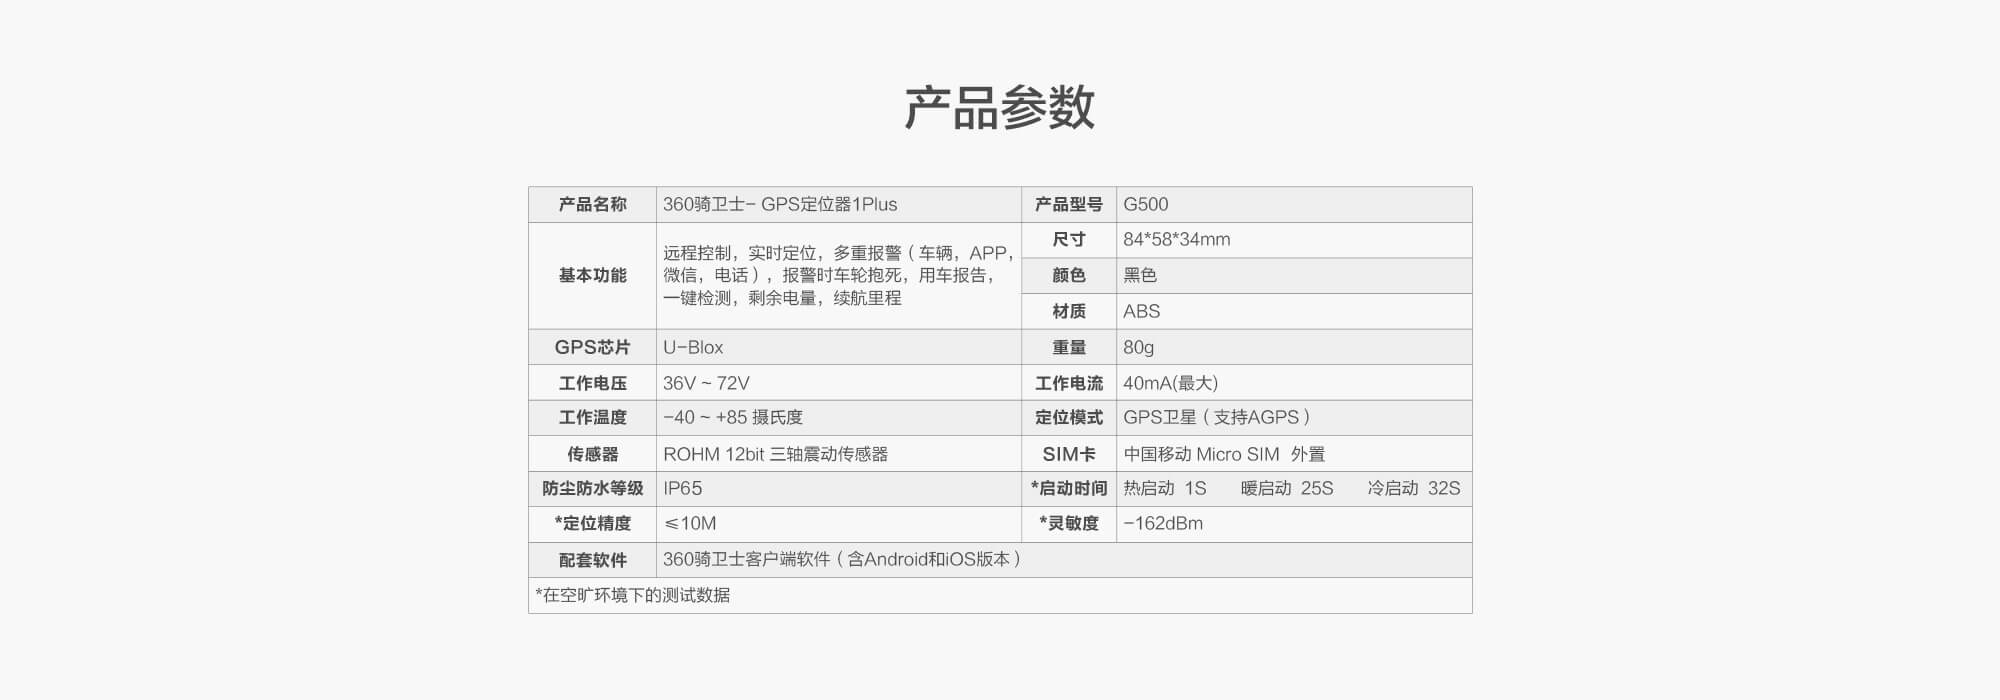 产品参数
产品名称 360骑卫士- GPS定位器1Plus 产品型号 G500
基本功能 远程控制，实时定位，多重报警（车辆，APP，
微信，电话），报警时车轮抱死，用车报告，
一键检测，剩余电量，续航里程
尺寸 84*58*34mm
颜色 黑色
材质 ABS
GPS芯片 U-Blox 重量 80g
工作电压 36V ~ 72V 工作电流 40mA(最大)
工作温度 -40 ~ +85 摄氏度 定位模式 GPS卫星（支持AGPS）
传感器 ROHM 12bit 三轴震动传感器 SIM卡 中国移动 Micro SIM 外置
防尘防水等级 IP65 *启动时间 热启动 1S 暖启动 25S 冷启动 32S
*定位精度 ≤10M *灵敏度 -162dBm
配套软件 360骑卫士客户端软件（含Android和iOS版本）
*在空旷环境下的测试数据